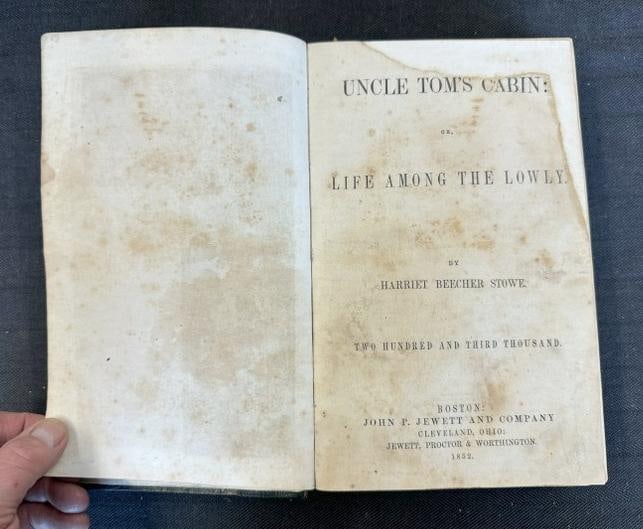 UNCLE TOM'S CABIN:
OR,
LIFE AMONG THE LOWLY.
BY
HARRIET BEECHER STOWE.
TWO HUNDRED AND THIRD THOUSAND.
BOSTON:
JOHN P. JEWETT AND COMPANY
CLEVELAND, OHIO:
JEWETT, PROCTOR & WORTHINGTON.
1852.